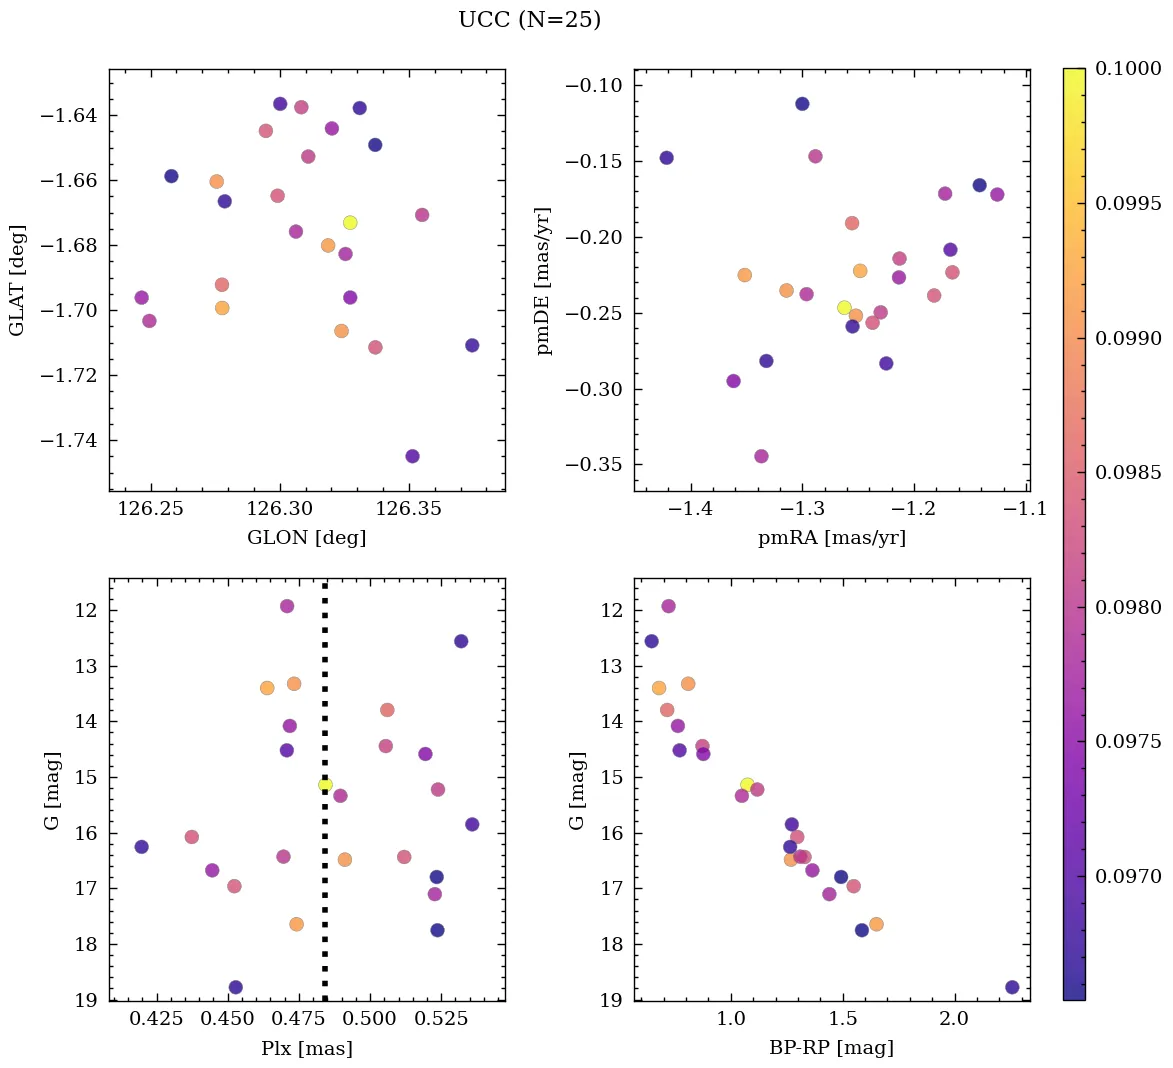 UCC (N=25)
−1.64
−1.66
−1.68
−1.70
−1.72
−1.74
GLAT [deg]
126.25 126.30 126.35
GLON [deg]
−0.10
−0.15
−0.20
−0.25
−0.30
−0.35
pmDE [mas/yr]
−1.4 −1.3 −1.2 −1.1
pmRA [mas/yr]
12
13
14
15
16
17
18
19
G [mag]
0.425 0.450 0.475 0.500 0.525
Plx [mas]
12
13
14
15
16
17
18
19
G [mag]
1.0 1.5 2.0
BP-RP [mag]
0.1000
0.0995
0.0990
0.0985
0.0980
0.0975
0.0970